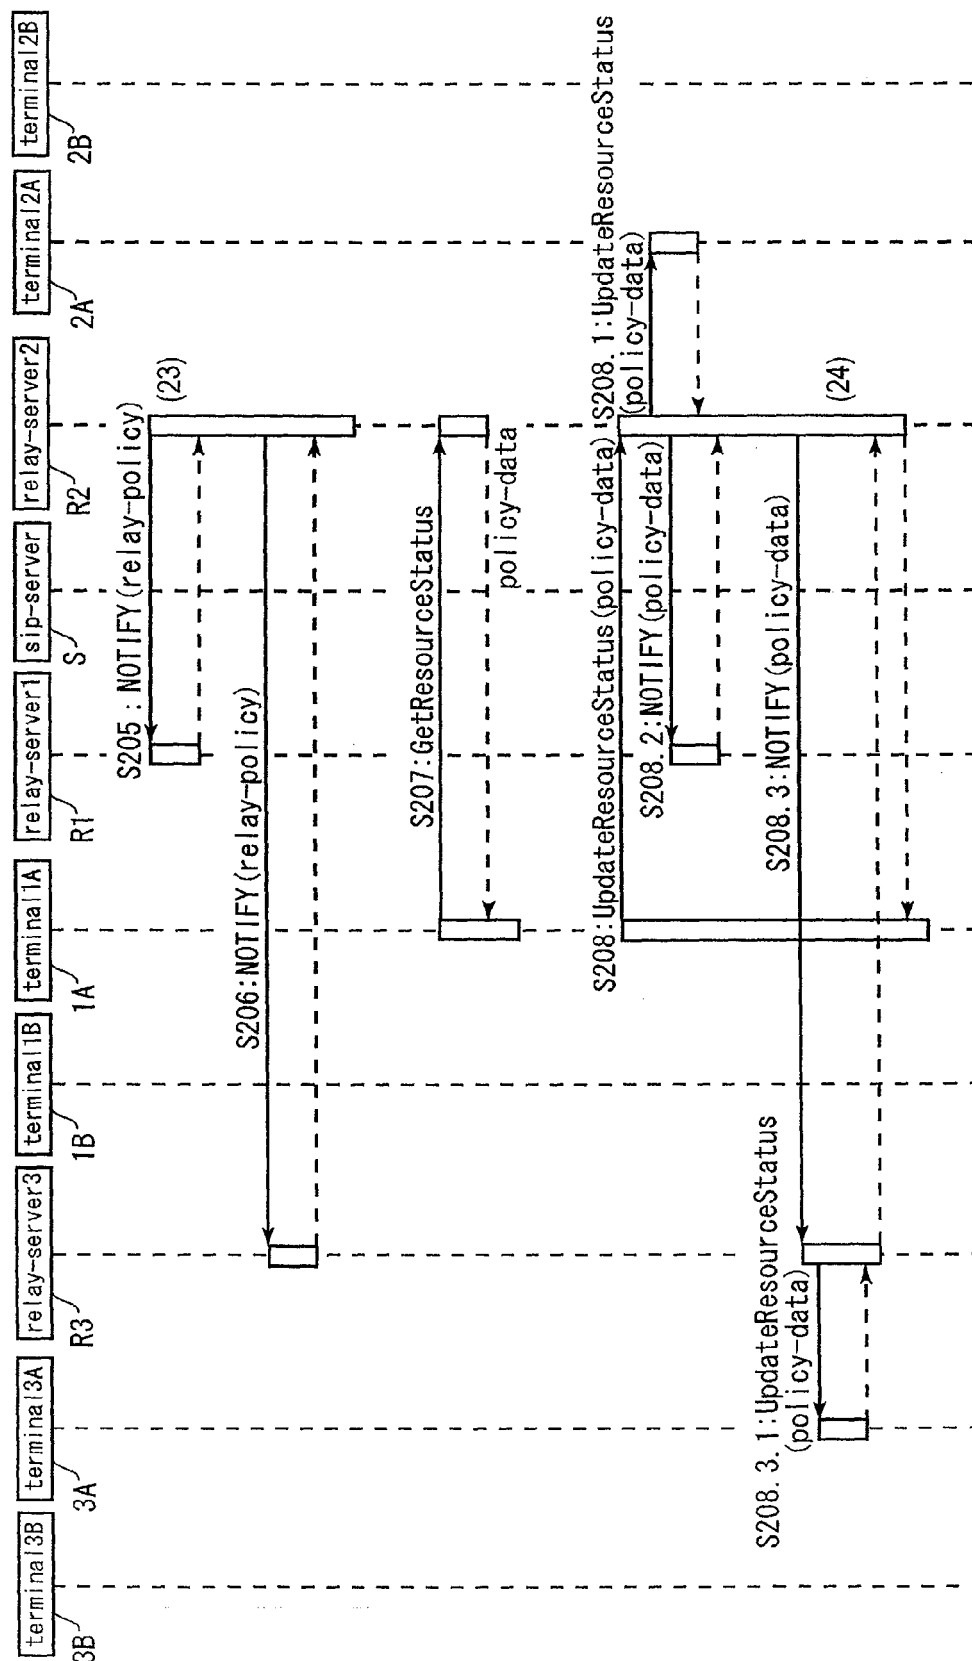 terminal3B
terminal3A
relay-server3
terminal1B
terminal1A
relay-server1
sip-server
relay-server2
terminal2A
terminal2B
3B
3A
R3
1B
1A
R1
S
R2
2A
2B
S205:NOTIFY(relay-policy)
(23)
S206:NOTIFY(relay-policy)
S207:GetResourceStatus
policy-data
S208:UpdateResourceStatus(policy-data)
S208.1:UpdateResourceStatus
(policy-data)
S208.2:NOTIFY(policy-data)
S208.3:NOTIFY(policy-data)
(24)
S208.3.1:UpdateResourceStatus
(policy-data)